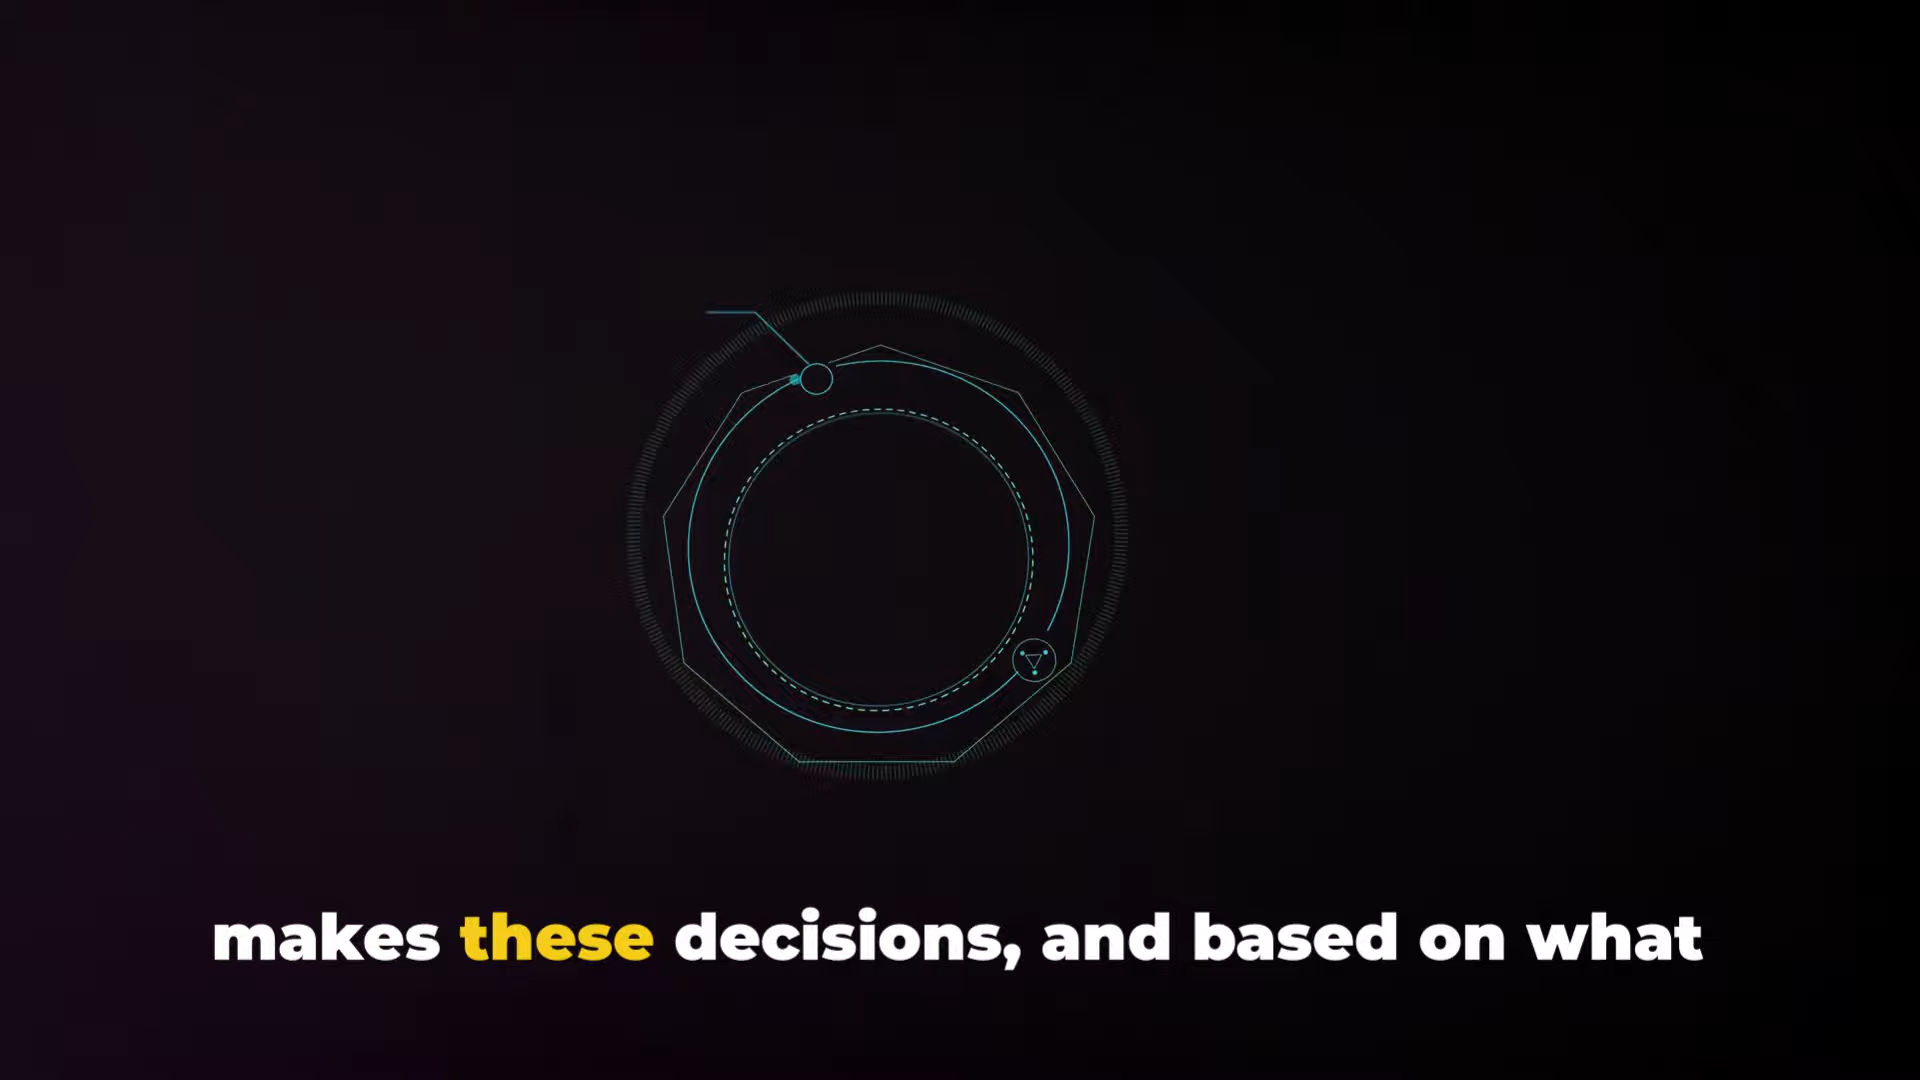 makes these decisions, and based on what